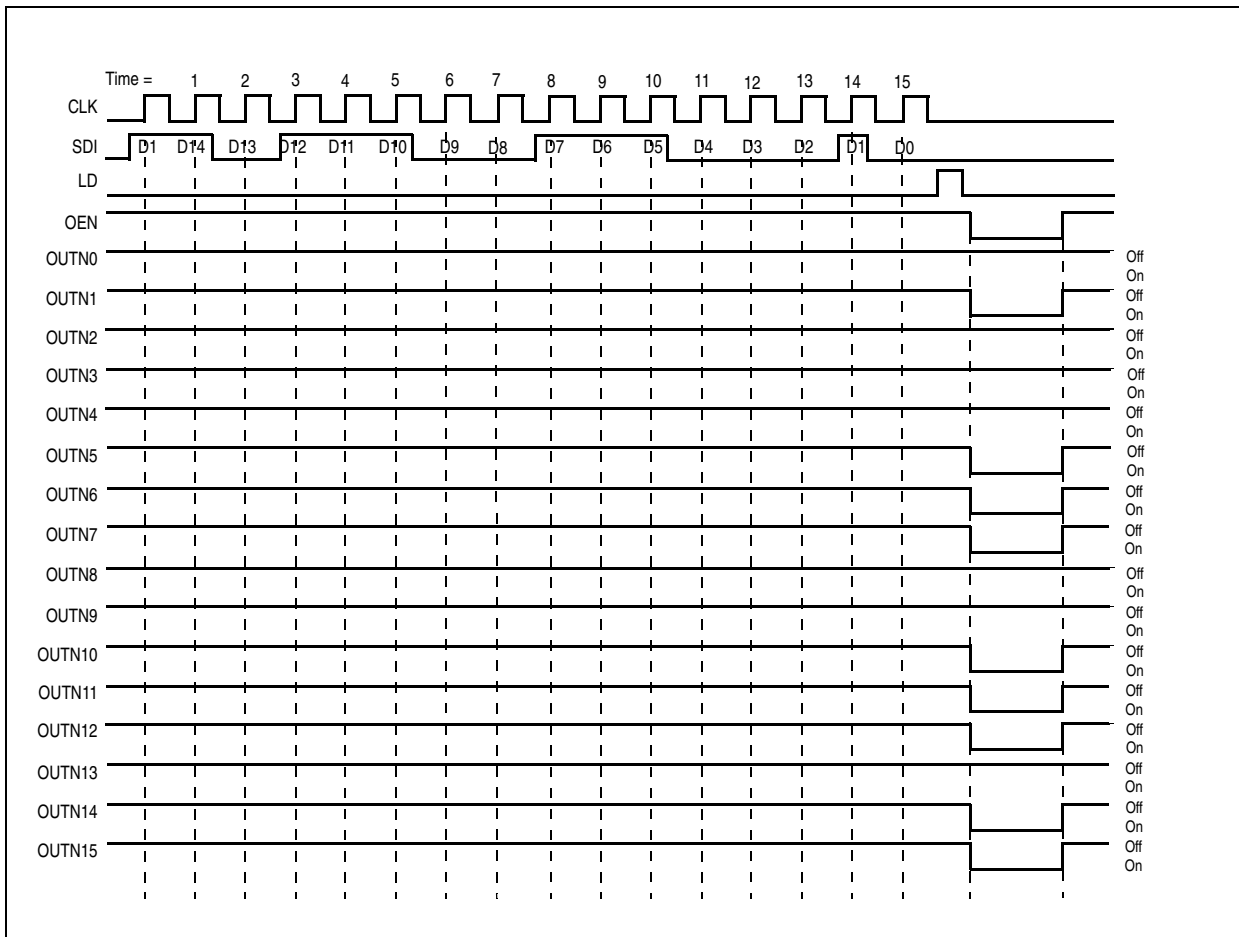 Time = 1 2 3 4 5 6 7 8 9 10 11 12 13 14 15
CLK
SDI D1 D14 D13 D12 D11 D10 D9 D8 D7 D6 D5 D4 D3 D2 D1 D0
LD
OEN
OUTN0 Off
On
OUTN1 Off
On
OUTN2 Off
On
OUTN3 Off
On
OUTN4 Off
On
OUTN5 Off
On
OUTN6 Off
On
OUTN7 Off
On
OUTN8 Off
On
OUTN9 Off
On
OUTN10 Off
On
OUTN11 Off
On
OUTN12 Off
On
OUTN13 Off
On
OUTN14 Off
On
OUTN15 Off
On